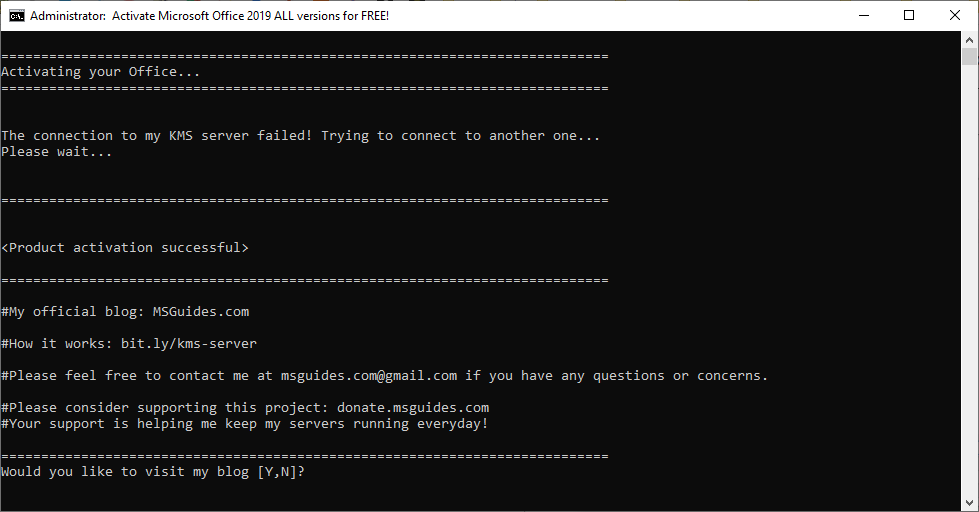 Administrator:  Activate Microsoft Office 2019 ALL versions for FREE!
============================================================================
Activating your Office...
============================================================================
The connection to my KMS server failed! Trying to connect to another one...
Please wait...
============================================================================
<Product activation successful>
============================================================================
#My official blog: MSGuides.com
#How it works: bit.ly/kms-server
#Please feel free to contact me at msguides.com@gmail.com if you have any questions or concerns.
#Please consider supporting this project: donate.msguides.com
#Your support is helping me keep my servers running everyday!
============================================================================
Would you like to visit my blog [Y,N]?